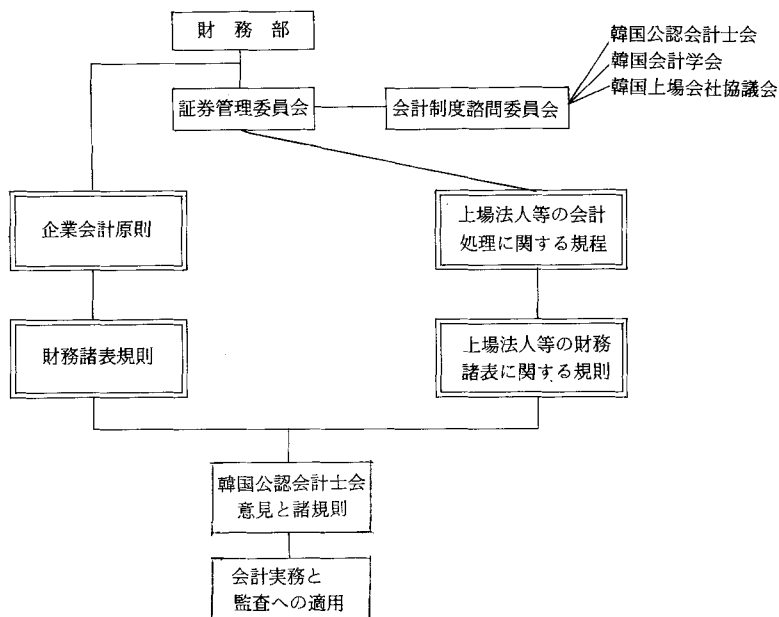 財務部
韓国公認会計士会
韓国会計学会
韓国上場会社協議会
証券管理委員会
会計制度諮問委員会
企業会計原則
上場法人等の会計
処理に関する規程
財務諸表規則
上場法人等の財務
諸表に関する規則
韓国公認会計士会
意見と諸規則
会計実務と
監査への適用